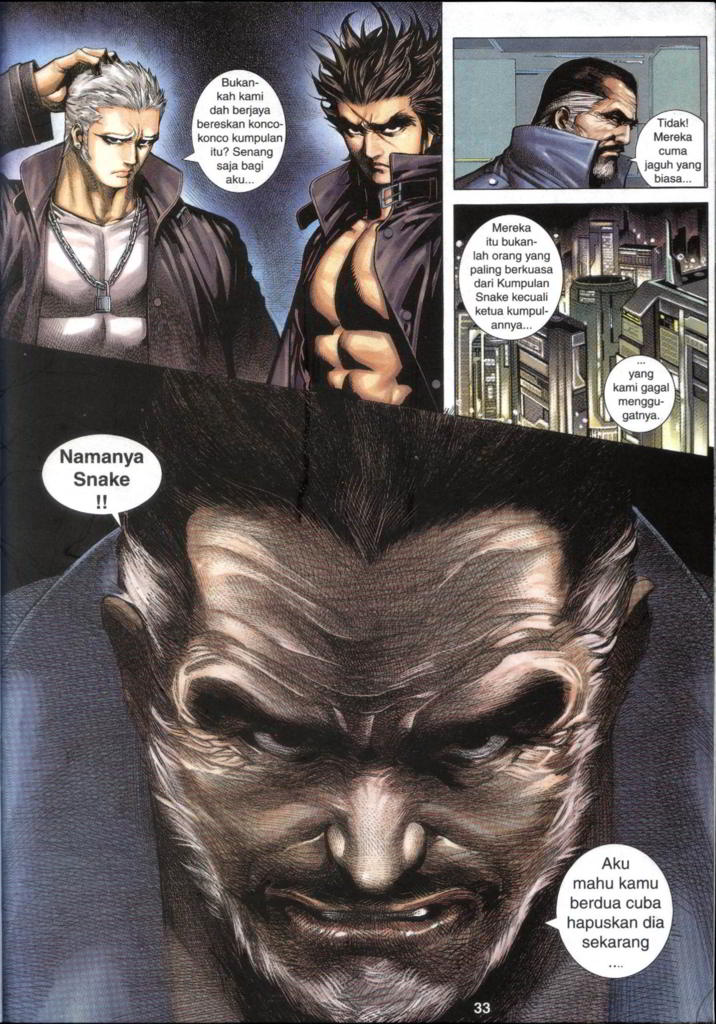 Bukan-
kah kami
dah berjaya
bereskan konco-
konco kumpulan
itu? Senang
saja bagi
aku...
Tidak!
Mereka
cuma
jaguh yang
biasa...
Mereka
itu bukan-
lah orang yang
paling berkuasa
dari Kumpulan
Snake kecuali
ketua kumpul-
annya...
...
yang
kami gagal
menggu-
gatnya.
Namanya
Snake
!!
Aku
mahu kamu
berdua cuba
hapuskan dia
sekarang
....
33